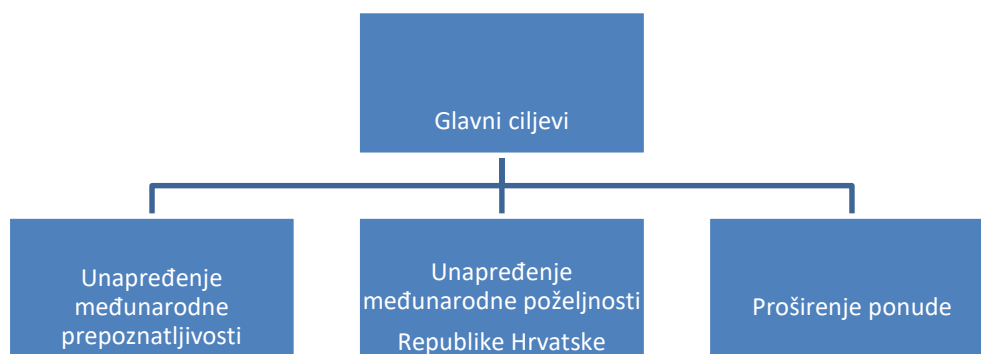 Glavni ciljevi
Unapređenje
međunarodne
prepoznatljivosti
Unapređenje
međunarodne poželjnosti
Republike Hrvatske
Proširenje ponude